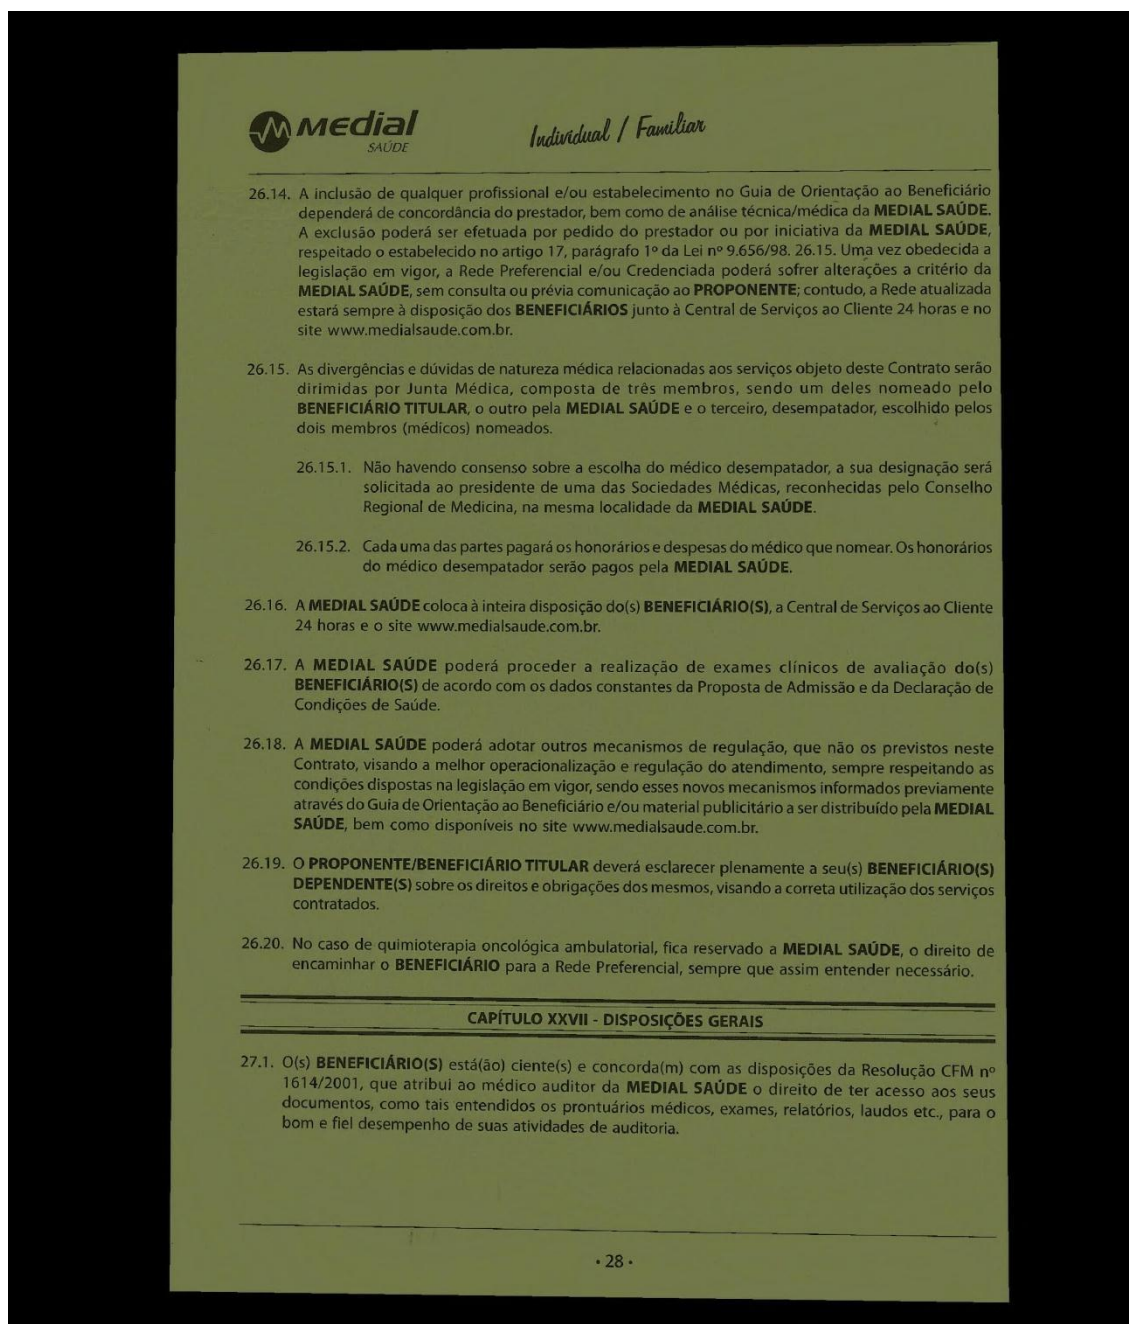 Medial
SAÚDE
Individual / Familiar
26.14. A inclusão de qualquer profissional e/ou estabelecimento no Guia de Orientação ao Beneficiário
dependerá de concordância do prestador, bem como de análise técnica/médica da MEDIAL SAÚDE.
A exclusão poderá ser efetuada por pedido do prestador ou por iniciativa da MEDIAL SAÚDE,
respeitado o estabelecido no artigo 17, parágrafo 1º da Lei nº 9.656/98. 26.15. Uma vez obedecida a
legislação em vigor, a Rede Preferencial e/ou Credenciada poderá sofrer alterações a critério da
MEDIAL SAÚDE, sem consulta ou prévia comunicação ao PROPONENTE; contudo, a Rede atualizada
estará sempre à disposição dos BENEFICIÁRIOS junto à Central de Serviços ao Cliente 24 horas e no
site www.medialsaude.com.br.
26.15. As divergências e dúvidas de natureza médica relacionadas aos serviços objeto deste Contrato serão
dirimidas por Junta Médica, composta de três membros, sendo um deles nomeado pelo
BENEFICIÁRIO TITULAR, o outro pela MEDIAL SAÚDE e o terceiro, desempatador, escolhido pelos
dois membros (médicos) nomeados.
26.15.1. Não havendo consenso sobre a escolha do médico desempatador, a sua designação será
solicitada ao presidente de uma das Sociedades Médicas, reconhecidas pelo Conselho
Regional de Medicina, na mesma localidade da MEDIAL SAÚDE.
26.15.2. Cada uma das partes pagará os honorários e despesas do médico que nomear. Os honorários
do médico desempatador serão pagos pela MEDIAL SAÚDE.
26.16. A MEDIAL SAÚDE coloca à inteira disposição do(s) BENEFICIÁRIO(S), a Central de Serviços ao Cliente
24 horas e o site www.medialsaude.com.br.
26.17. A MEDIAL SAÚDE poderá proceder a realização de exames clínicos de avaliação do(s)
BENEFICIÁRIO(S) de acordo com os dados constantes da Proposta de Admissão e da Declaração de
Condições de Saúde.
26.18. A MEDIAL SAÚDE poderá adotar outros mecanismos de regulação, que não os previstos neste
Contrato, visando a melhor operacionalização e regulação do atendimento, sempre respeitando as
condições dispostas na legislação em vigor, sendo esses novos mecanismos informados previamente
através do Guia de Orientação ao Beneficiário e/ou material publicitário a ser distribuído pela MEDIAL
SAÚDE, bem como disponíveis no site www.medialsaude.com.br.
26.19. O PROPONENTE/BENEFICIÁRIO TITULAR deverá esclarecer plenamente a seu(s) BENEFICIÁRIO(S)
DEPENDENTE(S) sobre os direitos e obrigações dos mesmos, visando a correta utilização dos serviços
contratados.
26.20. No caso de quimioterapia oncológica ambulatorial, fica reservado a MEDIAL SAÚDE, o direito de
encaminhar o BENEFICIÁRIO para a Rede Preferencial, sempre que assim entender necessário.
CAPÍTULO XXVII - DISPOSIÇÕES GERAIS
27.1. O(s) BENEFICIÁRIO(S) está(ão) ciente(s) e concorda(m) com as disposições da Resolução CFM nº
1614/2001, que atribui ao médico auditor da MEDIAL SAÚDE o direito de ter acesso aos seus
documentos, como tais entendidos os prontuários médicos, exames, relatórios, laudos etc., para o
bom e fiel desempenho de suas atividades de auditoria.
• 28 •